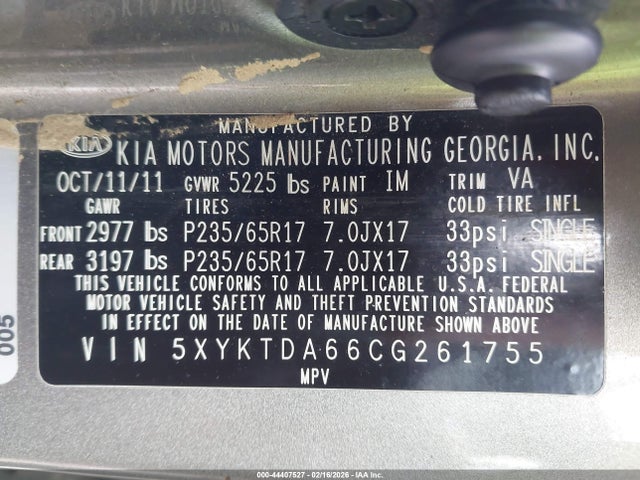 MANUFACTURED BY
KIA KIA MOTORS MANUFACTURING GEORGIA, INC.
OCT/11/11 GVWR 5225 lbs PAINT IM TRIM VA
GAWR TIRES RIMS COLD TIRE INFL
FRONT 2977 lbs P235/65R17 7.0JX17 33psi SINGLE
REAR 3197 lbs P235/65R17 7.0JX17 33psi SINGLE
THIS VEHICLE CONFORMS TO ALL APPLICABLE U.S.A. FEDERAL
MOTOR VEHICLE SAFETY AND THEFT PREVENTION STANDARDS
IN EFFECT ON THE DATE OF MANUFACTURE SHOWN ABOVE
VIN 5XYKTDA66CG261755
MPV
005
000-44407527 - 02/16/2026 - IAA Inc.